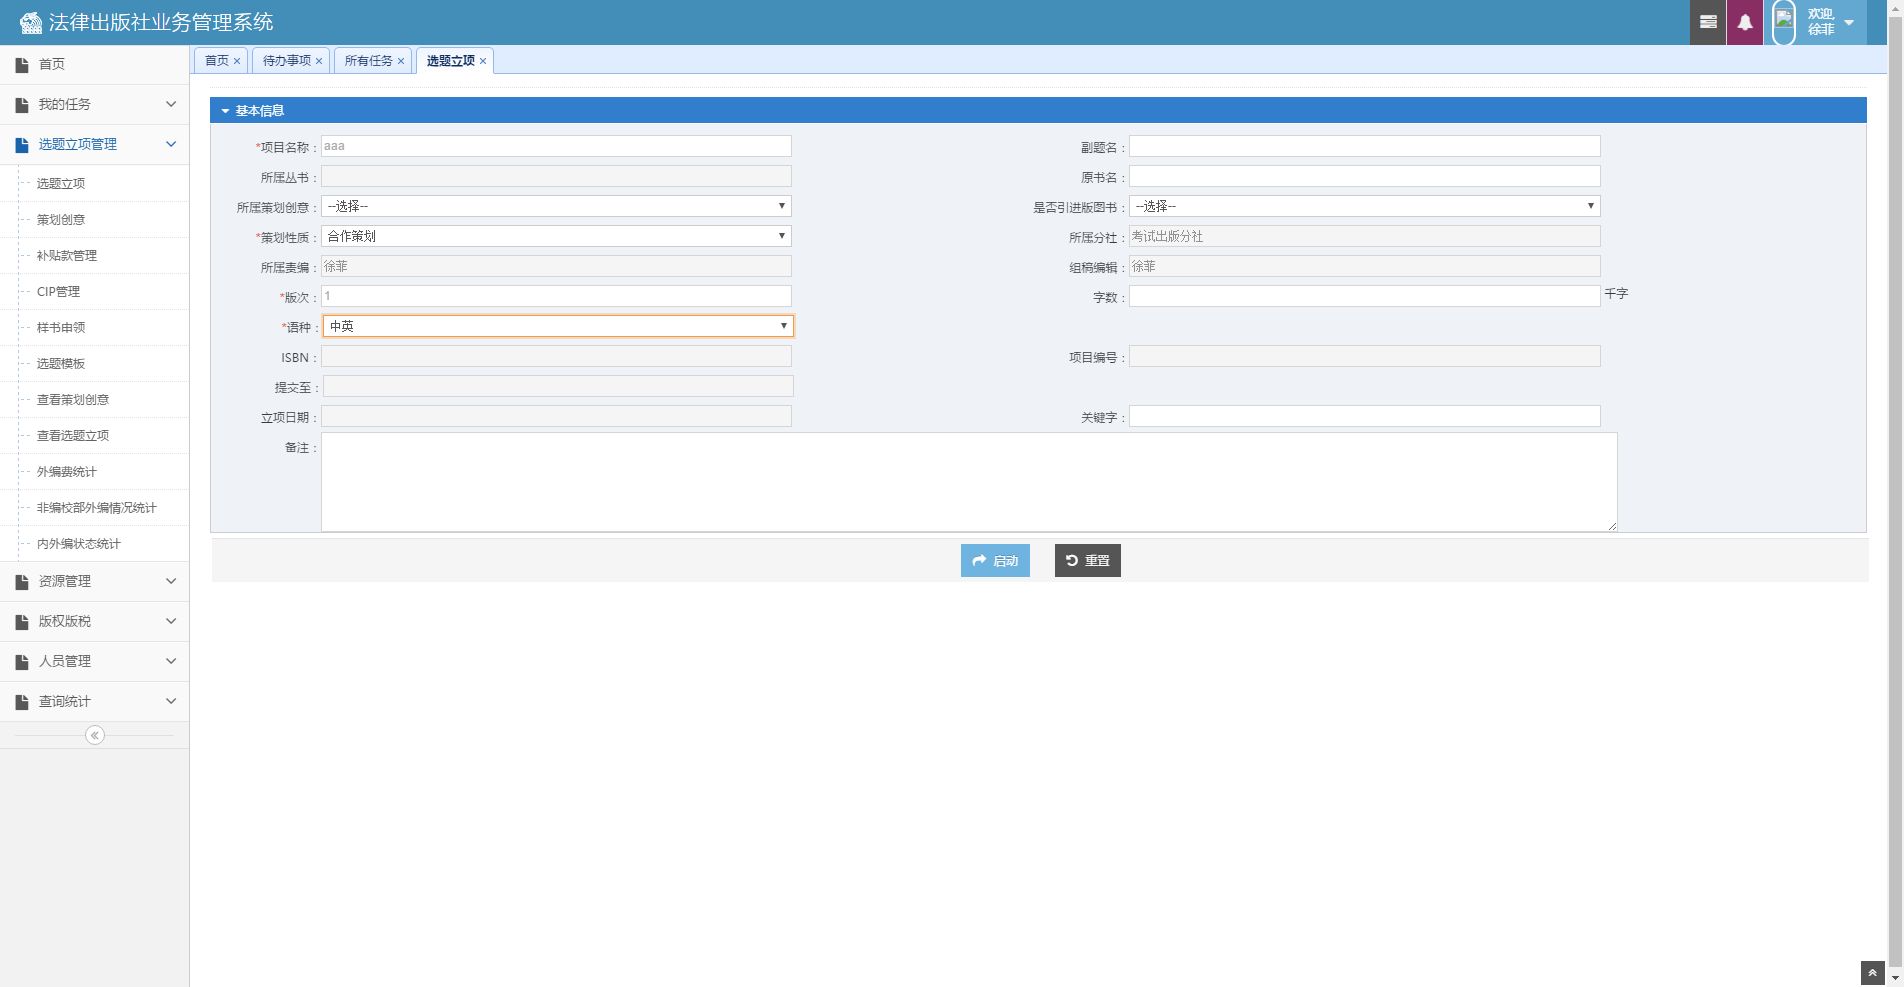 法律出版社业务管理系统
欢迎,
徐菲
首页
我的任务
选题立项管理
选题立项
策划创意
补贴款管理
CIP管理
样书申领
选题模板
查看策划创意
查看选题立项
外编费统计
非编校部外编情况统计
内外编状态统计
资源管理
版权版税
人员管理
查询统计
首页 × 待办事项 × 所有任务 × 选题立项 ×
基本信息
*项目名称： aaa 副题名：
所属丛书： 原书名：
所属策划创意： --选择-- 是否引进版图书： --选择--
*策划性质： 合作策划 所属分社： 考试出版分社
所属责编： 徐菲 组稿编辑： 徐菲
*版次： 1 字数： 千字
*语种： 中英
ISBN： 项目编号：
提交至：
立项日期： 关键字：
备注：
启动 重置